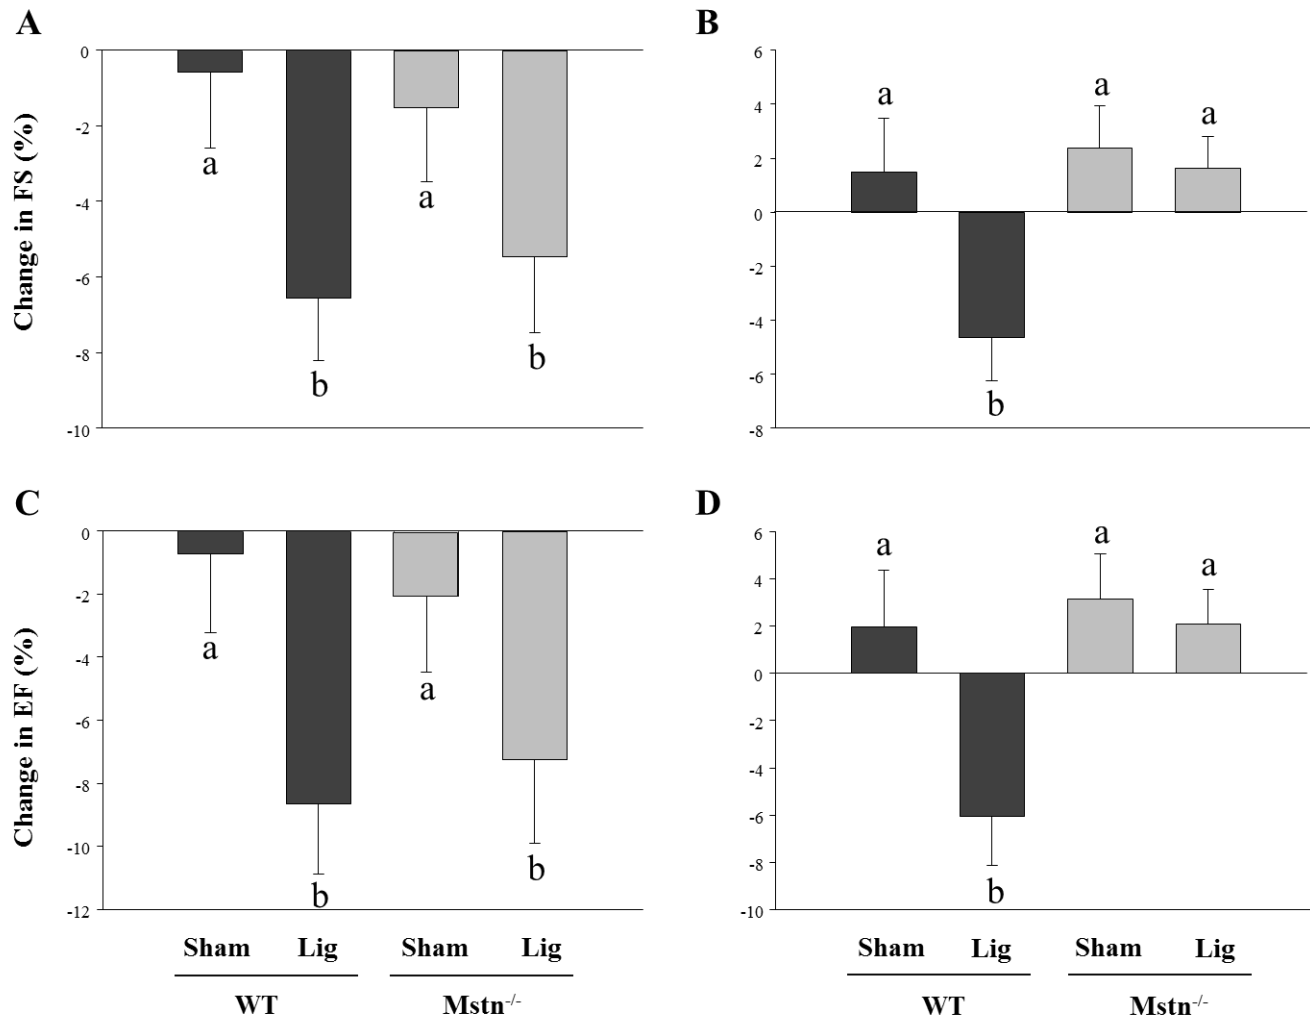 A
B
Change in FS (%)
0
-2
-4
-6
-8
-10
a
b
a
b
6
4
2
0
-2
-4
-6
-8
a
b
a
a
C
D
Change in EF (%)
0
-2
-4
-6
-8
-10
-12
a
b
a
b
6
4
2
0
-2
-4
-6
-8
-10
a
b
a
a
Sham Lig Sham Lig
WT Mstn-/-
Sham Lig Sham Lig
WT Mstn-/-